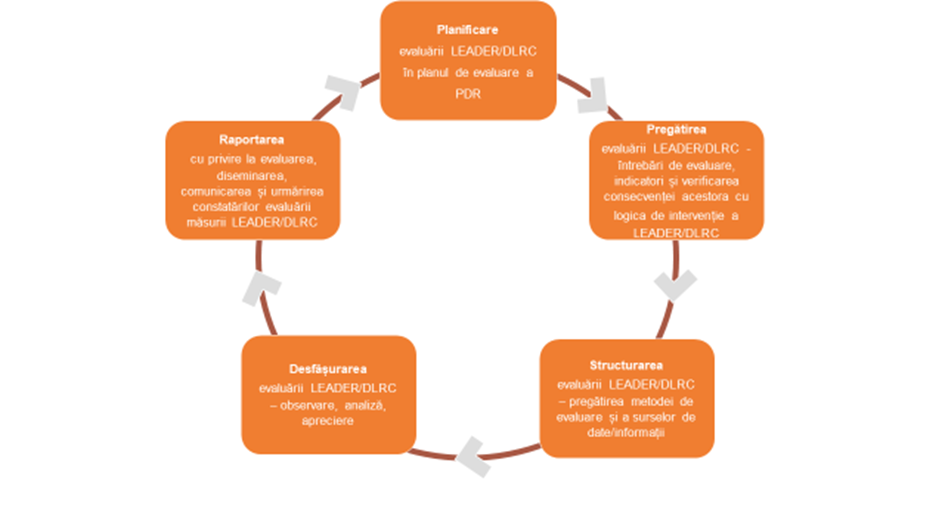 Planificare
evaluării LEADER/DLRC
în planul de evaluare a
PDR
Pregătirea
evaluării LEADER/DLRC -
întrebări de evaluare,
indicatori și verificarea
consecvenței acestora cu
logica de intervenție a
LEADER/DLRC
Structurarea
evaluării LEADER/DLRC
– pregătirea metodei de
evaluare și a surselor de
date/informații
Desfășurarea
evaluării LEADER/DLRC
– observare, analiză,
apreciere
Raportarea
cu privire la evaluarea,
diseminarea,
comunicarea și urmărirea
constatărilor evaluării
măsurii LEADER/DLRC